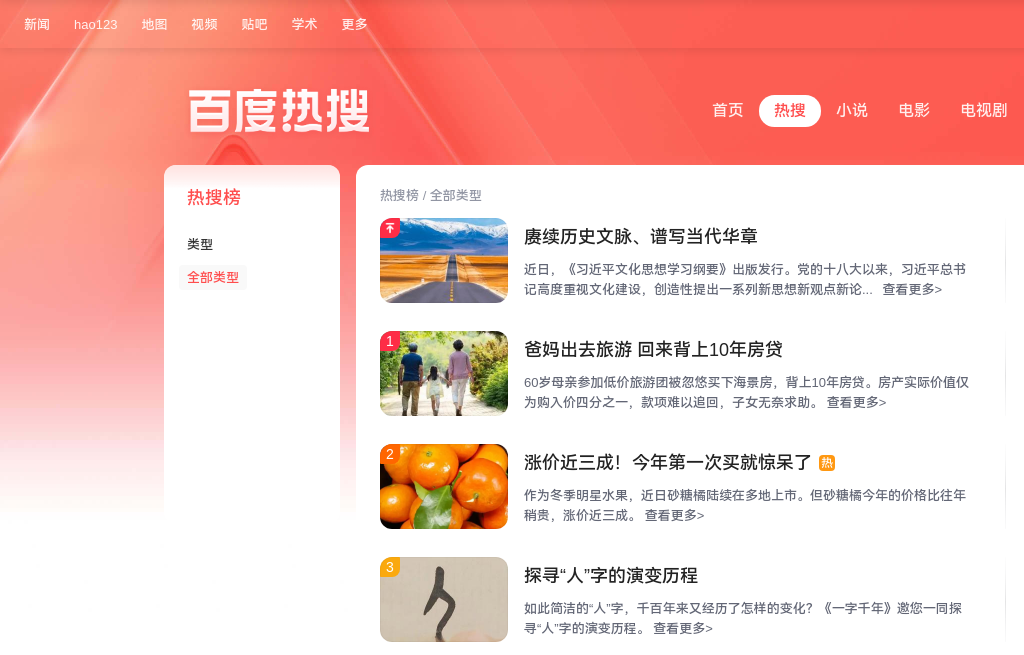 新闻 hao123 地图 视频 贴吧 学术 更多
百度热搜
首页 热搜 小说 电影 电视剧
热搜榜
类型
全部类型
热搜榜 / 全部类型
赓续历史文脉、谱写当代华章
近日，《习近平文化思想学习纲要》出版发行。党的十八大以来，习近平总书
记高度重视文化建设，创造性提出一系列新思想新观点新论... 查看更多>
1
爸妈出去旅游 回来背上10年房贷
60岁母亲参加低价旅游团被忽悠买下海景房，背上10年房贷。房产实际价值仅
为购入价四分之一，款项难以追回，子女无奈求助。 查看更多>
2
涨价近三成！今年第一次买就惊呆了 热
作为冬季明星水果，近日砂糖橘陆续在多地上市。但砂糖橘今年的价格比往年
稍贵，涨价近三成。 查看更多>
3
探寻“人”字的演变历程
如此简洁的“人”字，千百年来又经历了怎样的变化？《一字千年》邀您一同探
寻“人”字的演变历程。 查看更多>